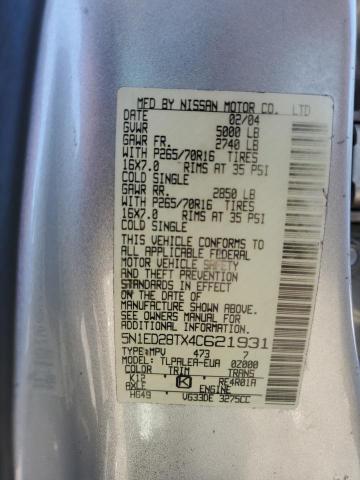 MFD BY NISSAN MOTOR CO. LTD
DATE 02/04
GVWR 5000 LB
GAWR FR. 2740 LB
WITH P265/70R16 TIRES
16X7.0 RIMS AT 35 PSI
COLD SINGLE
GAWR RR. 2850 LB
WITH P265/70R16 TIRES
16X7.0 RIMS AT 35 PSI
COLD SINGLE
THIS VEHICLE CONFORMS TO
ALL APPLICABLE FEDERAL
MOTOR VEHICLE SAFETY
AND THEFT PREVENTION
STANDARDS IN EFFECT ON
THE DATE OF
MANUFACTURE SHOWN ABOVE.
SEE OWNERS MANUAL FOR
ADDITIONAL INFORMATION
5N1ED28TX4C621931
TYPE:MPV 473 7
MODEL TLPALEA-EUA 02000
COLOR TRIM TRANS
K12 K RE4R01A
AXLE ENGINE
HG49 VG33DE 3275CC